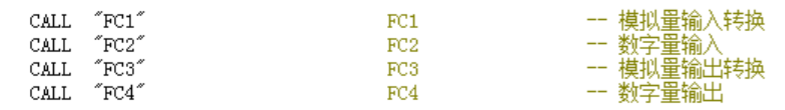 CALL  "FC1"  FC1  -- 模拟量输入转换
CALL  "FC2"  FC2  -- 数字量输入
CALL  "FC3"  FC3  -- 模拟量输出转换
CALL  "FC4"  FC4  -- 数字量输出